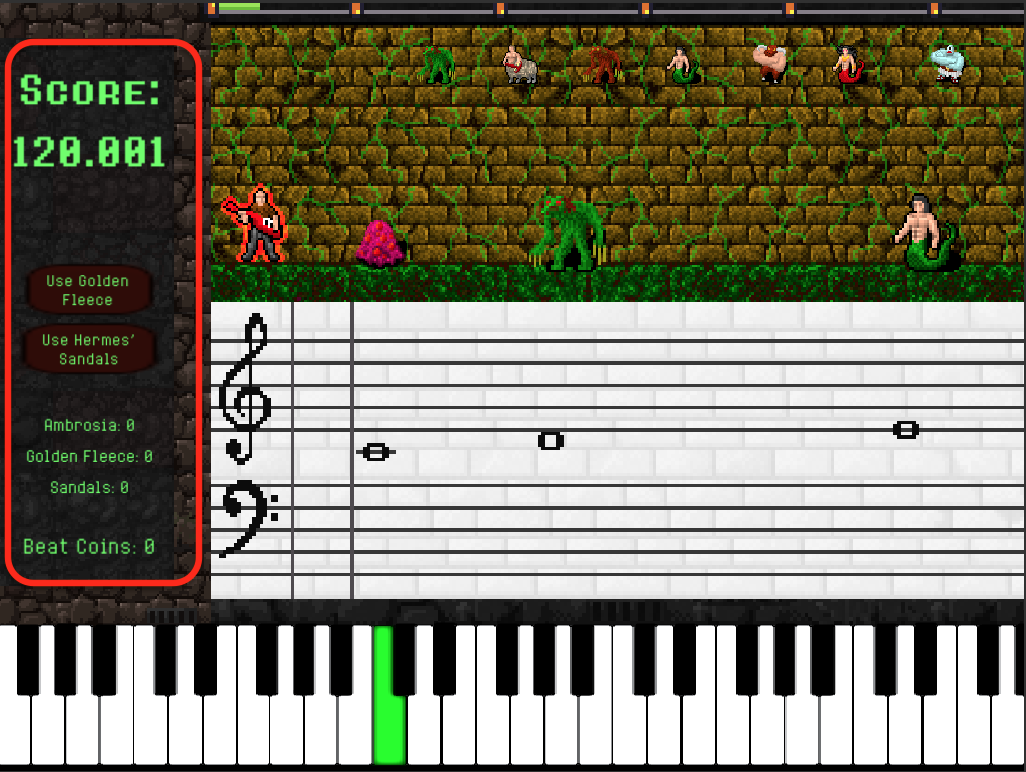 Score:
120.001
Use Golden
Fleece
Use Hermes'
Sandals
Ambrosia: 0
Golden Fleece: 0
Sandals: 0
Beat Coins: 0